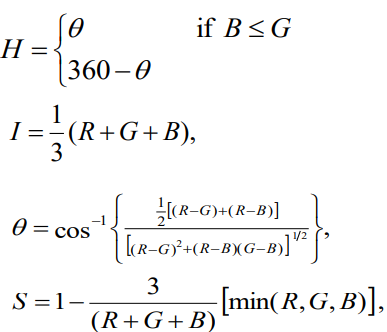 H = { θ if B ≤ G
360 − θ
I = 1/3 (R + G + B),
θ = cos⁻¹ { ½[(R−G)+(R−B)] / [(R−G)²+(R−B)(G−B)]^{1/2} },
S = 1 − 3/(R + G + B) [min(R, G, B)],